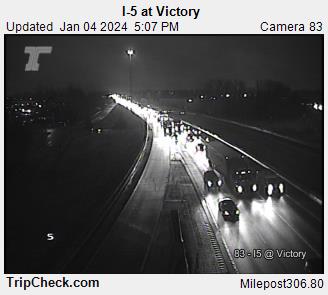 I-5 at Victory
Updated Jan 04 2024 5:07 PM Camera 83
T
S
83 - I5 @ Victory
TripCheck.com Milepost306.80